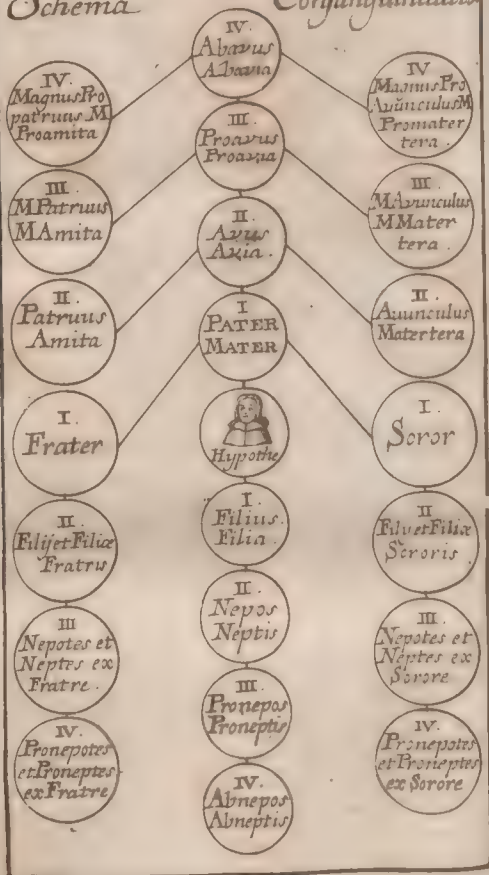 Schema Consanguinitatis
IV.
Abavus
Abavia
IV.
Magnus Pro
patruus M
Proamita
IV
Magnus Pro
Avunculus M
Promater
tera.
III.
Proavus
Proavia
III.
M Patruus
M Amita
III.
M Avunculus
M Mater
tera.
II.
Avus
Avia.
II.
Patruus
Amita
II.
Avunculus
Matertera
I
PATER
MATER
I.
Frater
I.
Soror
Hypothe
I.
Filius.
Filia.
II
Filij et Filiæ
Fratris
II
Filii et Filiæ
Sororis.
II.
Nepos
Neptis
III
Nepotes et
Neptes ex
Fratre.
III.
Nepotes et
Neptes ex
Sorore
III.
Pronepos
Proneptis
IV.
Pronepotes
et Proneptes
ex Fratre
IV.
Pronepotes
et Proneptes
ex Sorore
IV.
Abnepos
Abneptis